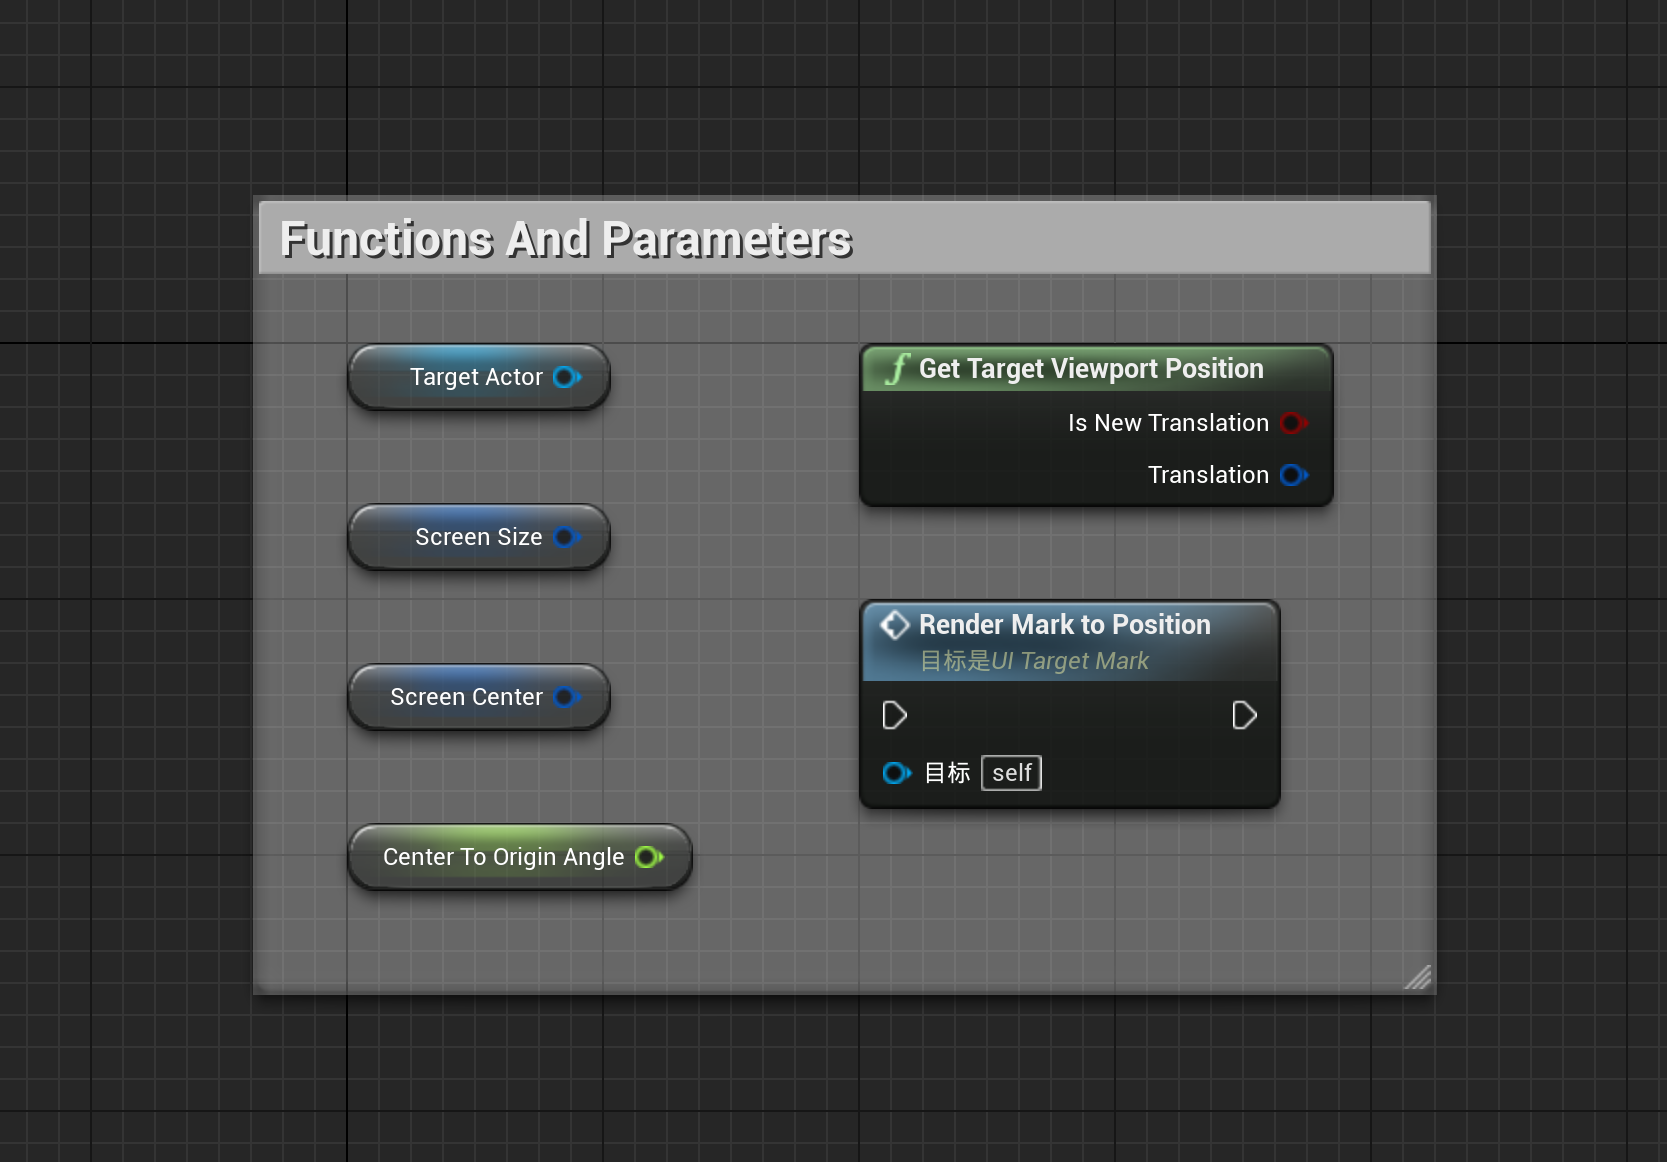 Functions And Parameters
Target Actor
Screen Size
Screen Center
Center To Origin Angle
Get Target Viewport Position
Is New Translation
Translation
Render Mark to Position
目标是UI Target Mark
目标 self